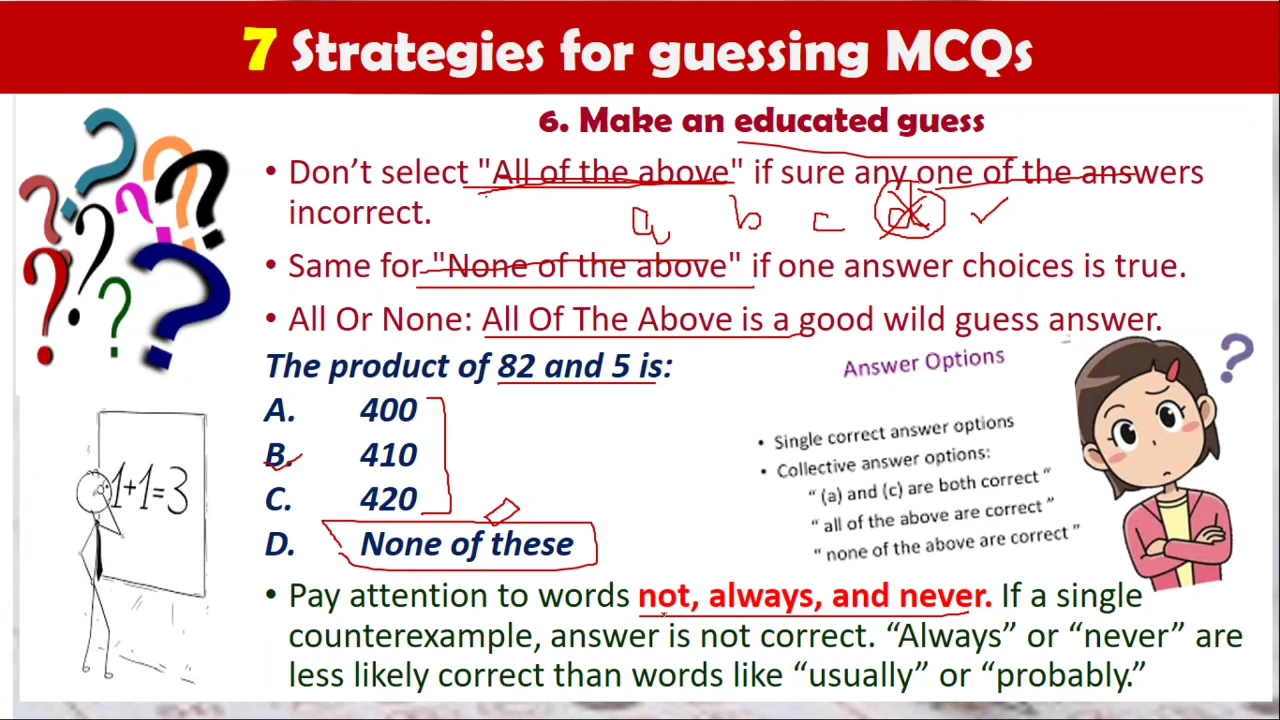 7 Strategies for guessing MCQs
6. Make an educated guess
• Don't select "All of the above" if sure any one of the answers
incorrect.
a b c d
• Same for "None of the above" if one answer choices is true.
• All Or None: All Of The Above is a good wild guess answer.
The product of 82 and 5 is:
A. 400
B. 410
C. 420
D. None of these
Answer Options
• Single correct answer options
• Collective answer options:
" (a) and (c) are both correct "
" all of the above are correct "
" none of the above are correct "
1+1=3
• Pay attention to words not, always, and never. If a single
counterexample, answer is not correct. “Always” or “never” are
less likely correct than words like “usually” or “probably.”